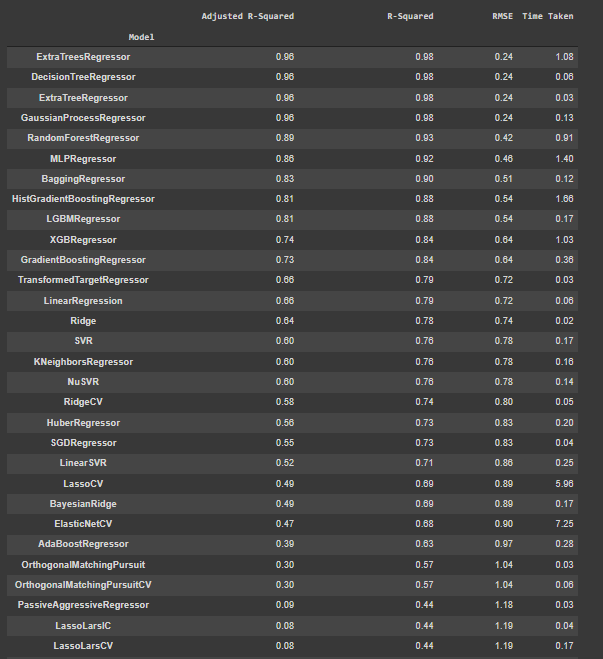 Adjusted R-Squared R-Squared RMSE Time Taken
Model
ExtraTreesRegressor 0.96 0.98 0.24 1.08
DecisionTreeRegressor 0.96 0.98 0.24 0.06
ExtraTreeRegressor 0.96 0.98 0.24 0.03
GaussianProcessRegressor 0.96 0.98 0.24 0.13
RandomForestRegressor 0.89 0.93 0.42 0.91
MLPRegressor 0.86 0.92 0.46 1.40
BaggingRegressor 0.83 0.90 0.51 0.12
HistGradientBoostingRegressor 0.81 0.88 0.54 1.66
LGBMRegressor 0.81 0.88 0.54 0.17
XGBRegressor 0.74 0.84 0.64 1.03
GradientBoostingRegressor 0.73 0.84 0.64 0.36
TransformedTargetRegressor 0.66 0.79 0.72 0.03
LinearRegression 0.66 0.79 0.72 0.06
Ridge 0.64 0.78 0.74 0.02
SVR 0.60 0.76 0.78 0.17
KNeighborsRegressor 0.60 0.76 0.78 0.16
NuSVR 0.60 0.76 0.78 0.14
RidgeCV 0.58 0.74 0.80 0.05
HuberRegressor 0.56 0.73 0.83 0.20
SGDRegressor 0.55 0.73 0.83 0.04
LinearSVR 0.52 0.71 0.86 0.25
LassoCV 0.49 0.69 0.89 5.96
BayesianRidge 0.49 0.69 0.89 0.17
ElasticNetCV 0.47 0.68 0.90 7.25
AdaBoostRegressor 0.39 0.63 0.97 0.28
OrthogonalMatchingPursuit 0.30 0.57 1.04 0.03
OrthogonalMatchingPursuitCV 0.30 0.57 1.04 0.06
PassiveAggressiveRegressor 0.09 0.44 1.18 0.03
LassoLarsIC 0.08 0.44 1.19 0.04
LassoLarsCV 0.08 0.44 1.19 0.17